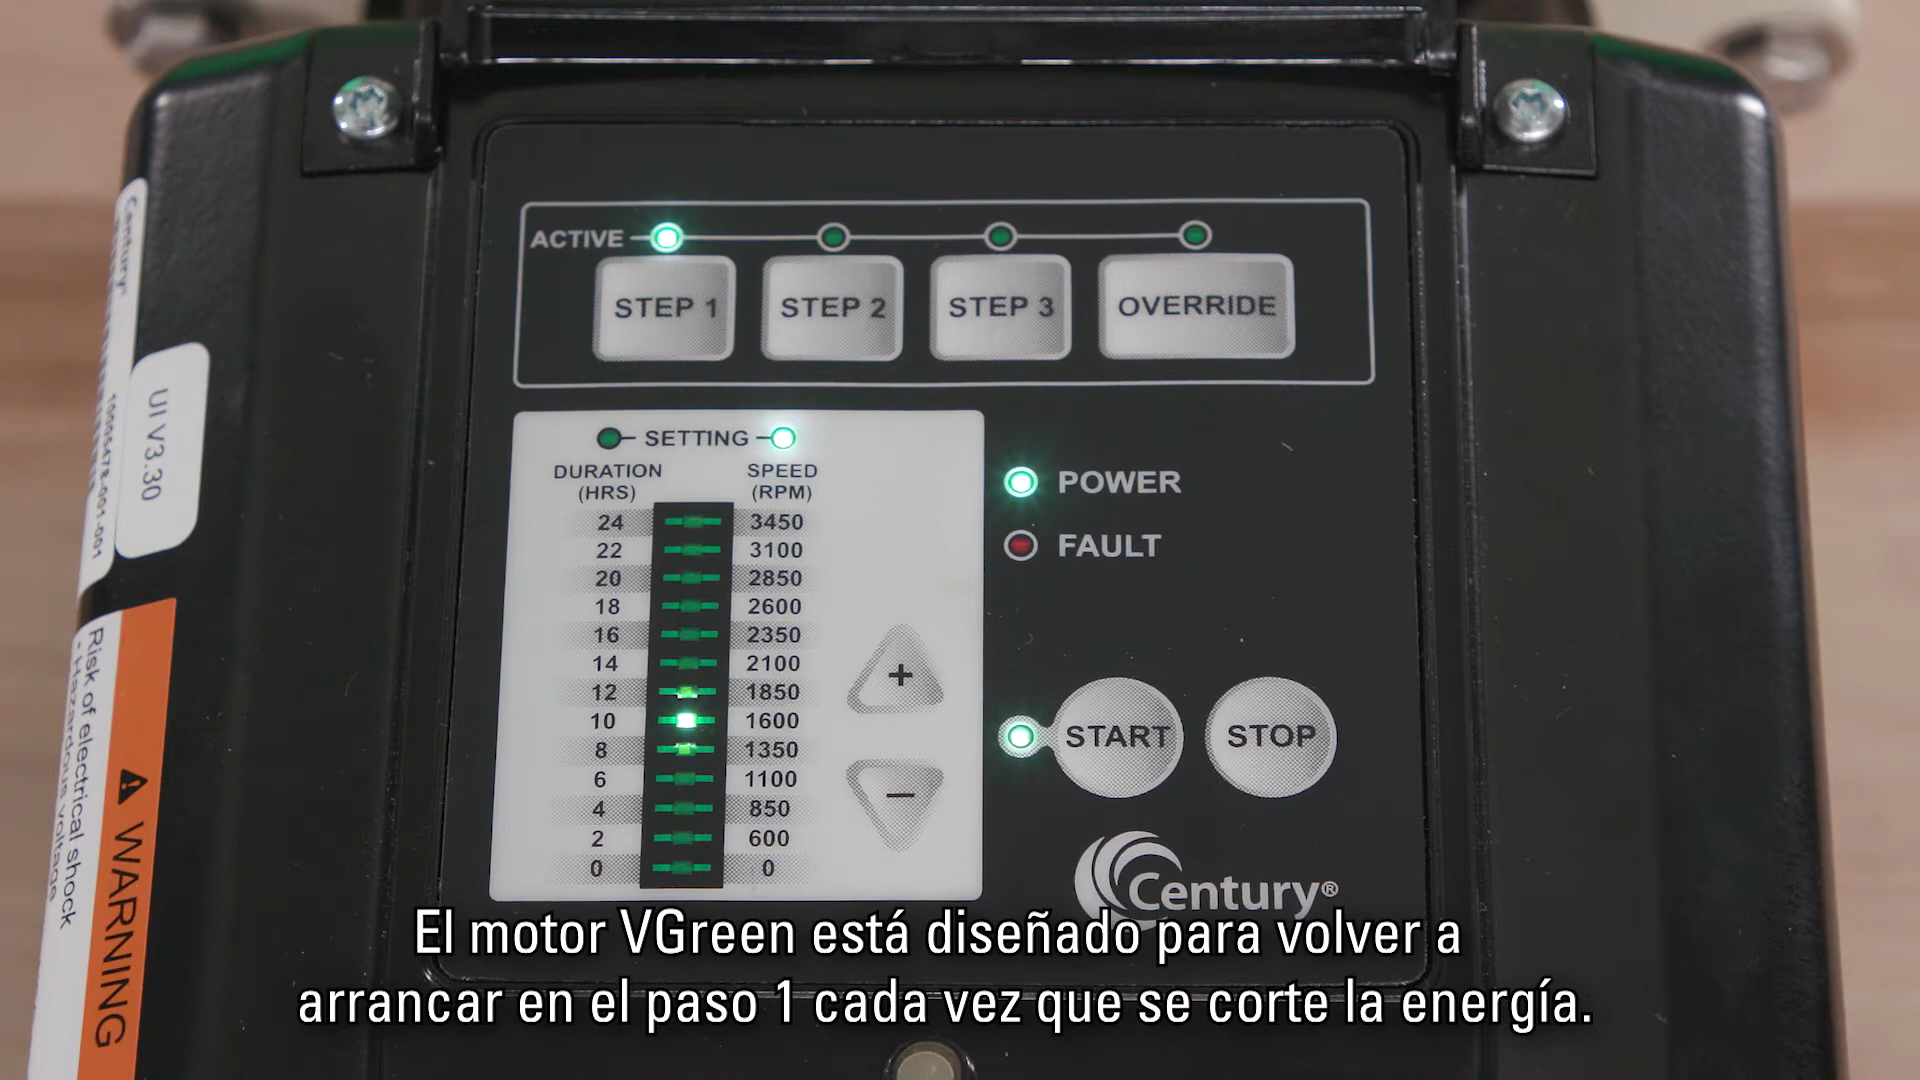 ACTIVE
STEP 1
STEP 2
STEP 3
OVERRIDE
SETTING
DURATION
(HRS)
SPEED
(RPM)
24 3450
22 3100
20 2850
18 2600
16 2350
14 2100
12 1850
10 1600
8 1350
6 1100
4 850
2 600
0 0
+
−
POWER
FAULT
START
STOP
Century®
Century
UI V3.30
WARNING
Risk of electrical shock
• Hazardous voltage
El motor VGreen está diseñado para volver a
arrancar en el paso 1 cada vez que se corte la energía.